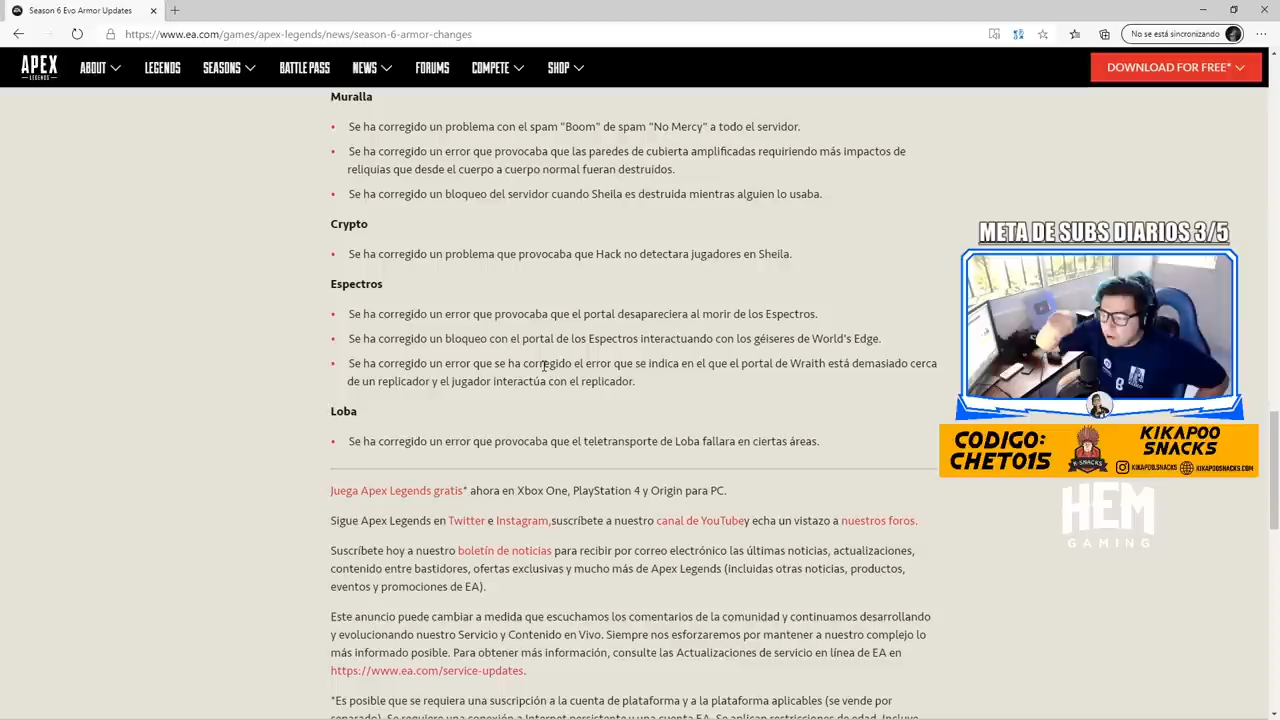 Season 6 Evo Armor Updates
https://www.ea.com/games/apex-legends/news/season-6-armor-changes
No se está sincronizando
APEX
LEGENDS
ABOUT
LEGENDS
SEASONS
BATTLE PASS
NEWS
FORUMS
COMPETE
SHOP
DOWNLOAD FOR FREE*
Muralla
• Se ha corregido un problema con el spam "Boom" de spam "No Mercy" a todo el servidor.
• Se ha corregido un error que provocaba que las paredes de cubierta amplificadas requiriendo más impactos de
reliquias que desde el cuerpo a cuerpo normal fueran destruidos.
• Se ha corregido un bloqueo del servidor cuando Sheila es destruida mientras alguien lo usaba.
Crypto
• Se ha corregido un problema que provocaba que Hack no detectara jugadores en Sheila.
Espectros
• Se ha corregido un error que provocaba que el portal desapareciera al morir de los Espectros.
• Se ha corregido un bloqueo con el portal de los Espectros interactuando con los géiseres de World's Edge.
• Se ha corregido un error que se ha corregido el error que se indica en el que el portal de Wraith está demasiado cerca
de un replicador y el jugador interactúa con el replicador.
Loba
• Se ha corregido un error que provocaba que el teletransporte de Loba fallara en ciertas áreas.
Juega Apex Legends gratis* ahora en Xbox One, PlayStation 4 y Origin para PC.
Sigue Apex Legends en Twitter e Instagram,suscríbete a nuestro canal de YouTubey echa un vistazo a nuestros foros.
Suscríbete hoy a nuestro boletín de noticias para recibir por correo electrónico las últimas noticias, actualizaciones,
contenido entre bastidores, ofertas exclusivas y mucho más de Apex Legends (incluidas otras noticias, productos,
eventos y promociones de EA).
Este anuncio puede cambiar a medida que escuchamos los comentarios de la comunidad y continuamos desarrollando
y evolucionando nuestro Servicio y Contenido en Vivo. Siempre nos esforzaremos por mantener a nuestro complejo lo
más informado posible. Para obtener más información, consulte las Actualizaciones de servicio en línea de EA en
https://www.ea.com/service-updates.
*Es posible que se requiera una suscripción a la cuenta de plataforma y a la plataforma aplicables (se vende por
separado). Se requiere una conexión a Internet persistente y una cuenta EA. Se aplican restricciones de edad. Incluye
META DE SUBS DIARIOS 3/5
CODIGO:
CHETO15
K-SNACKS
KIKAPOO
SNACKS
KIKAPOO.SNACKS
KIKAPOOSNACKS.COM
HEM
GAMING